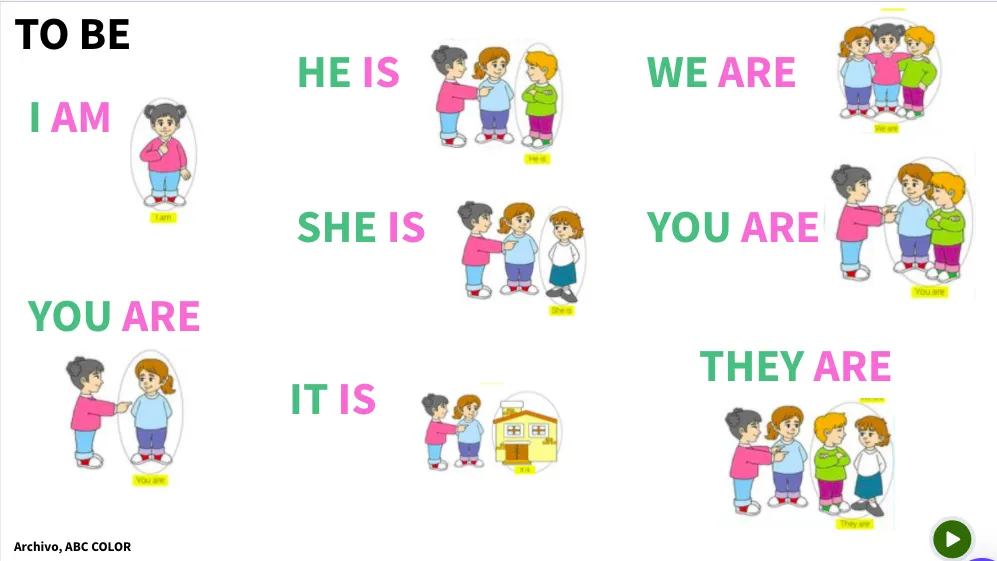 TO BE
I AM
I am
YOU ARE
You are
HE IS
He is
SHE IS
She is
IT IS
It is
WE ARE
We are
YOU ARE
You are
THEY ARE
They are
Archivo, ABC COLOR